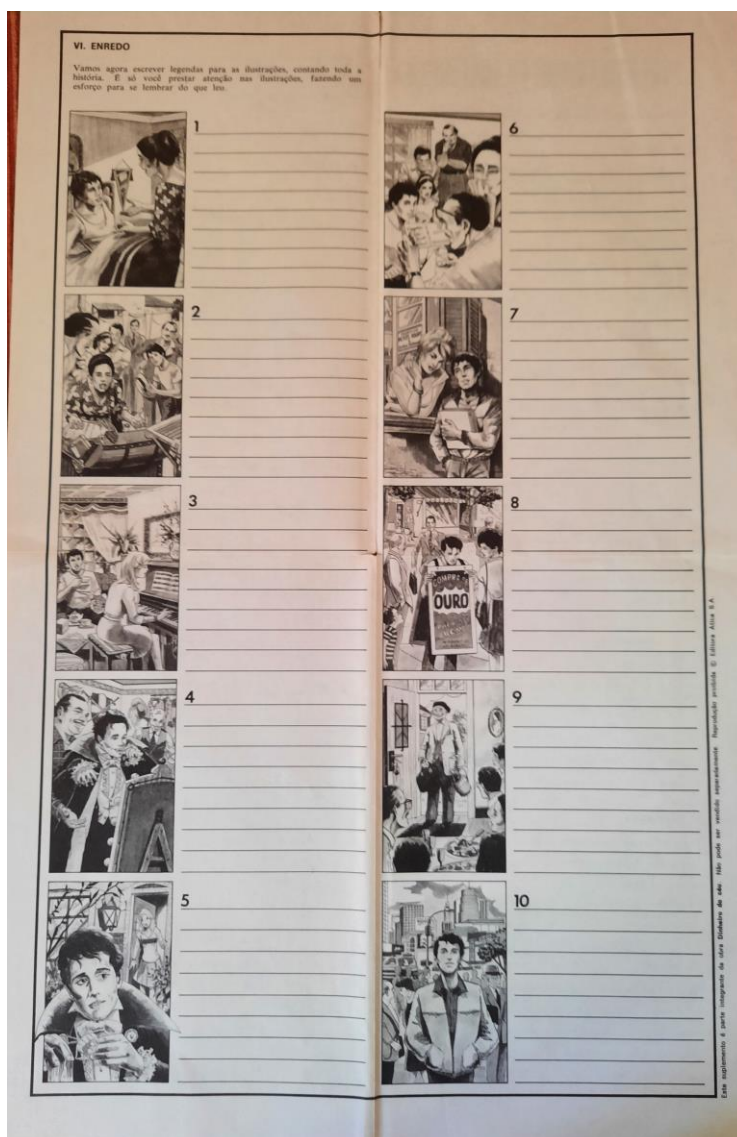 VI. ENREDO
Vamos agora escrever legendas para as ilustrações, contando toda a
história. É só você prestar atenção nas ilustrações, fazendo um
esforço para se lembrar do que leu.
1
2
3
4
5
6
7
8
COMPRO
OURO
9
10
Este suplemento é parte integrante da obra Dinheiro do céu. Não pode ser vendido separadamente. Reprodução proibida © Editora Ática S.A.